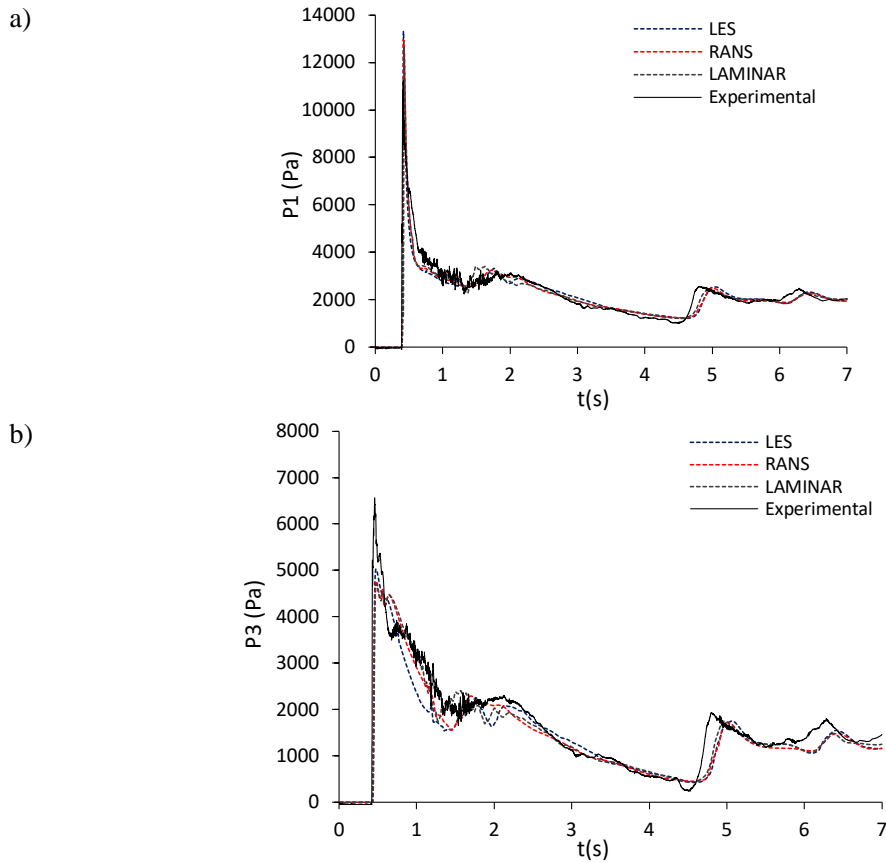 a)
14000
12000
10000
8000
6000
4000
2000
0
P1 (Pa)
0 1 2 3 4 5 6 7
t(s)
LES
RANS
LAMINAR
Experimental
b)
8000
7000
6000
5000
4000
3000
2000
1000
0
P3 (Pa)
0 1 2 3 4 5 6 7
t(s)
LES
RANS
LAMINAR
Experimental